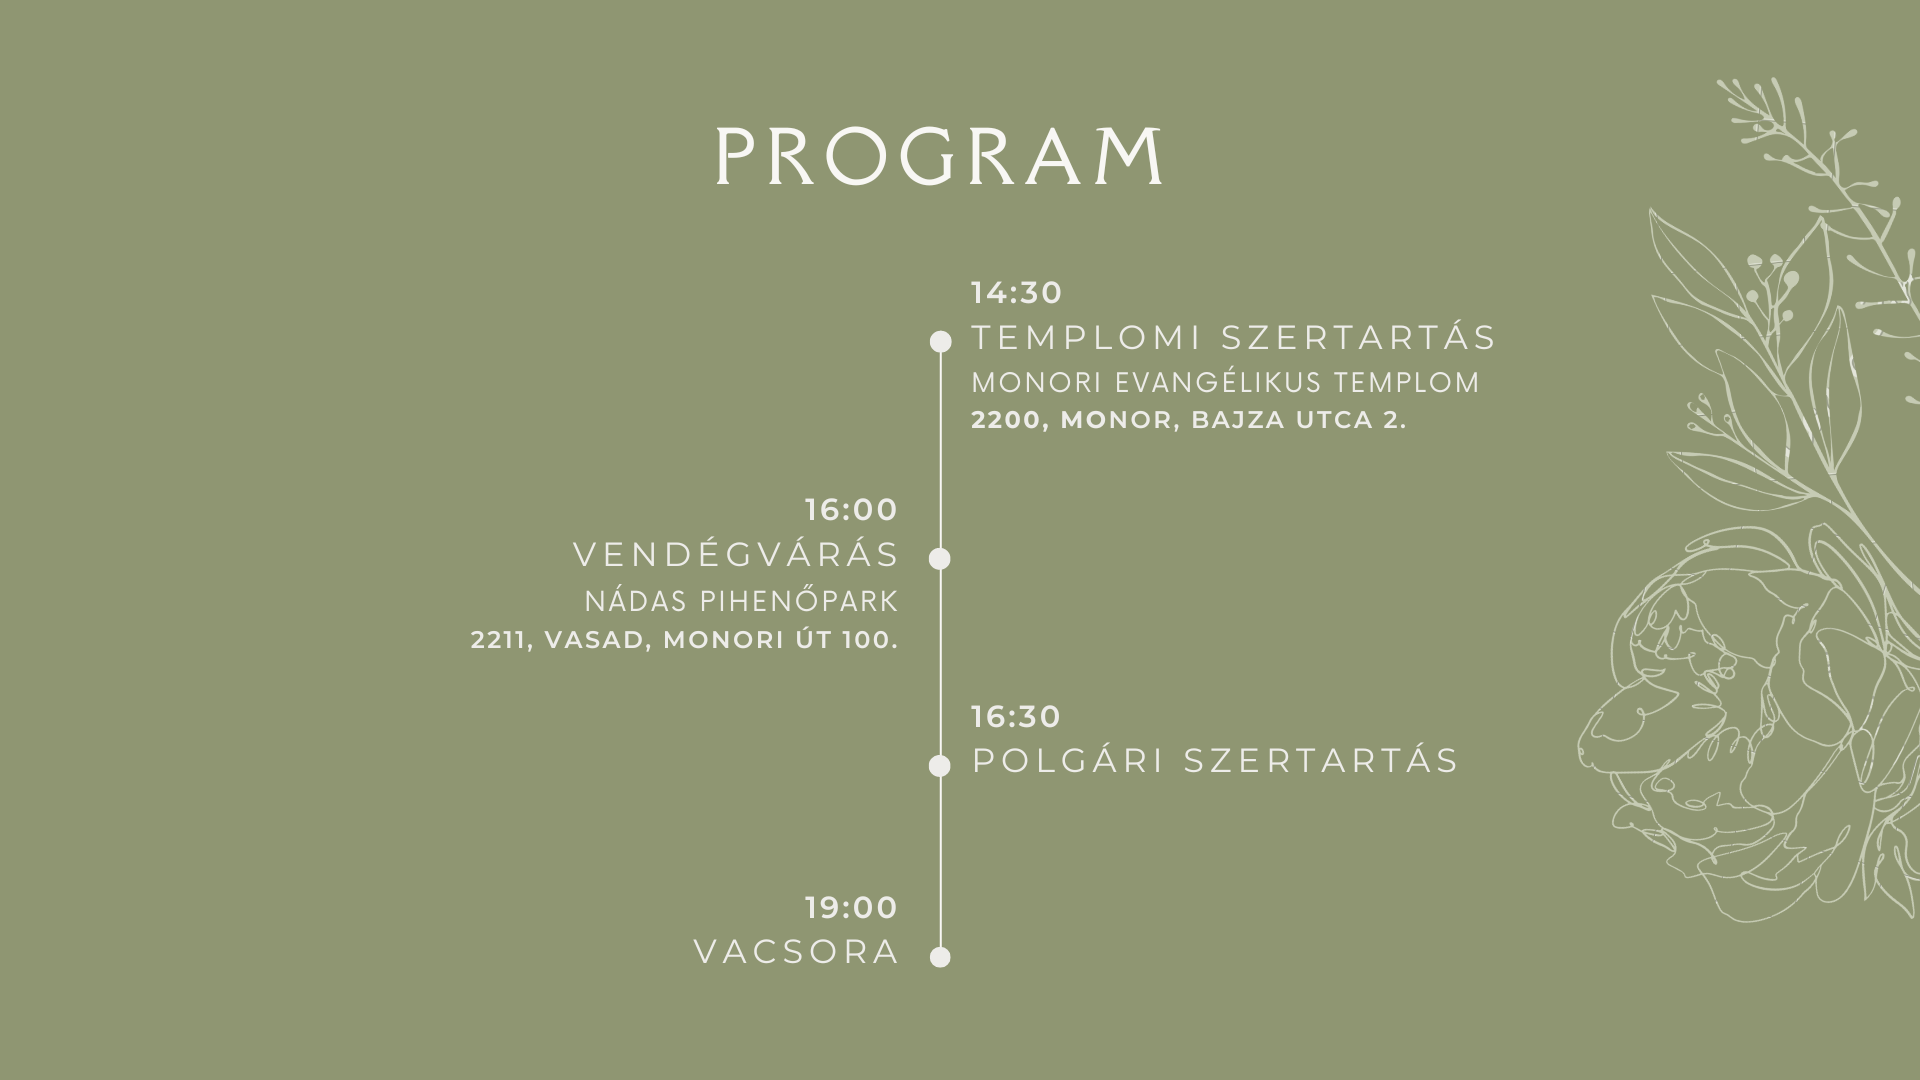 PROGRAM
14:30
TEMPLOMI SZERTARTÁS
MONORI EVANGÉLIKUS TEMPLOM
2200, MONOR, BAJZA UTCA 2.
16:00
VENDÉGVÁRÁS
NÁDAS PIHENŐPARK
2211, VASAD, MONORI ÚT 100.
16:30
POLGÁRI SZERTARTÁS
19:00
VACSORA